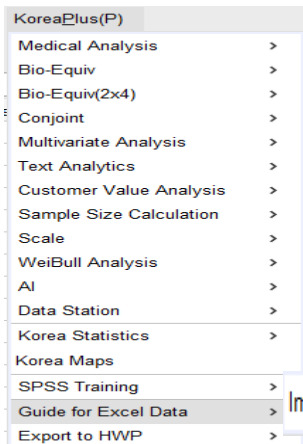 KoreaPlus(P)
Medical Analysis >
Bio-Equiv >
Bio-Equiv(2x4) >
Conjoint >
Multivariate Analysis >
Text Analytics >
Customer Value Analysis >
Sample Size Calculation >
Scale >
WeiBull Analysis >
AI >
Data Station >
Korea Statistics >
Korea Maps
SPSS Training >
Guide for Excel Data >
Export to HWP >